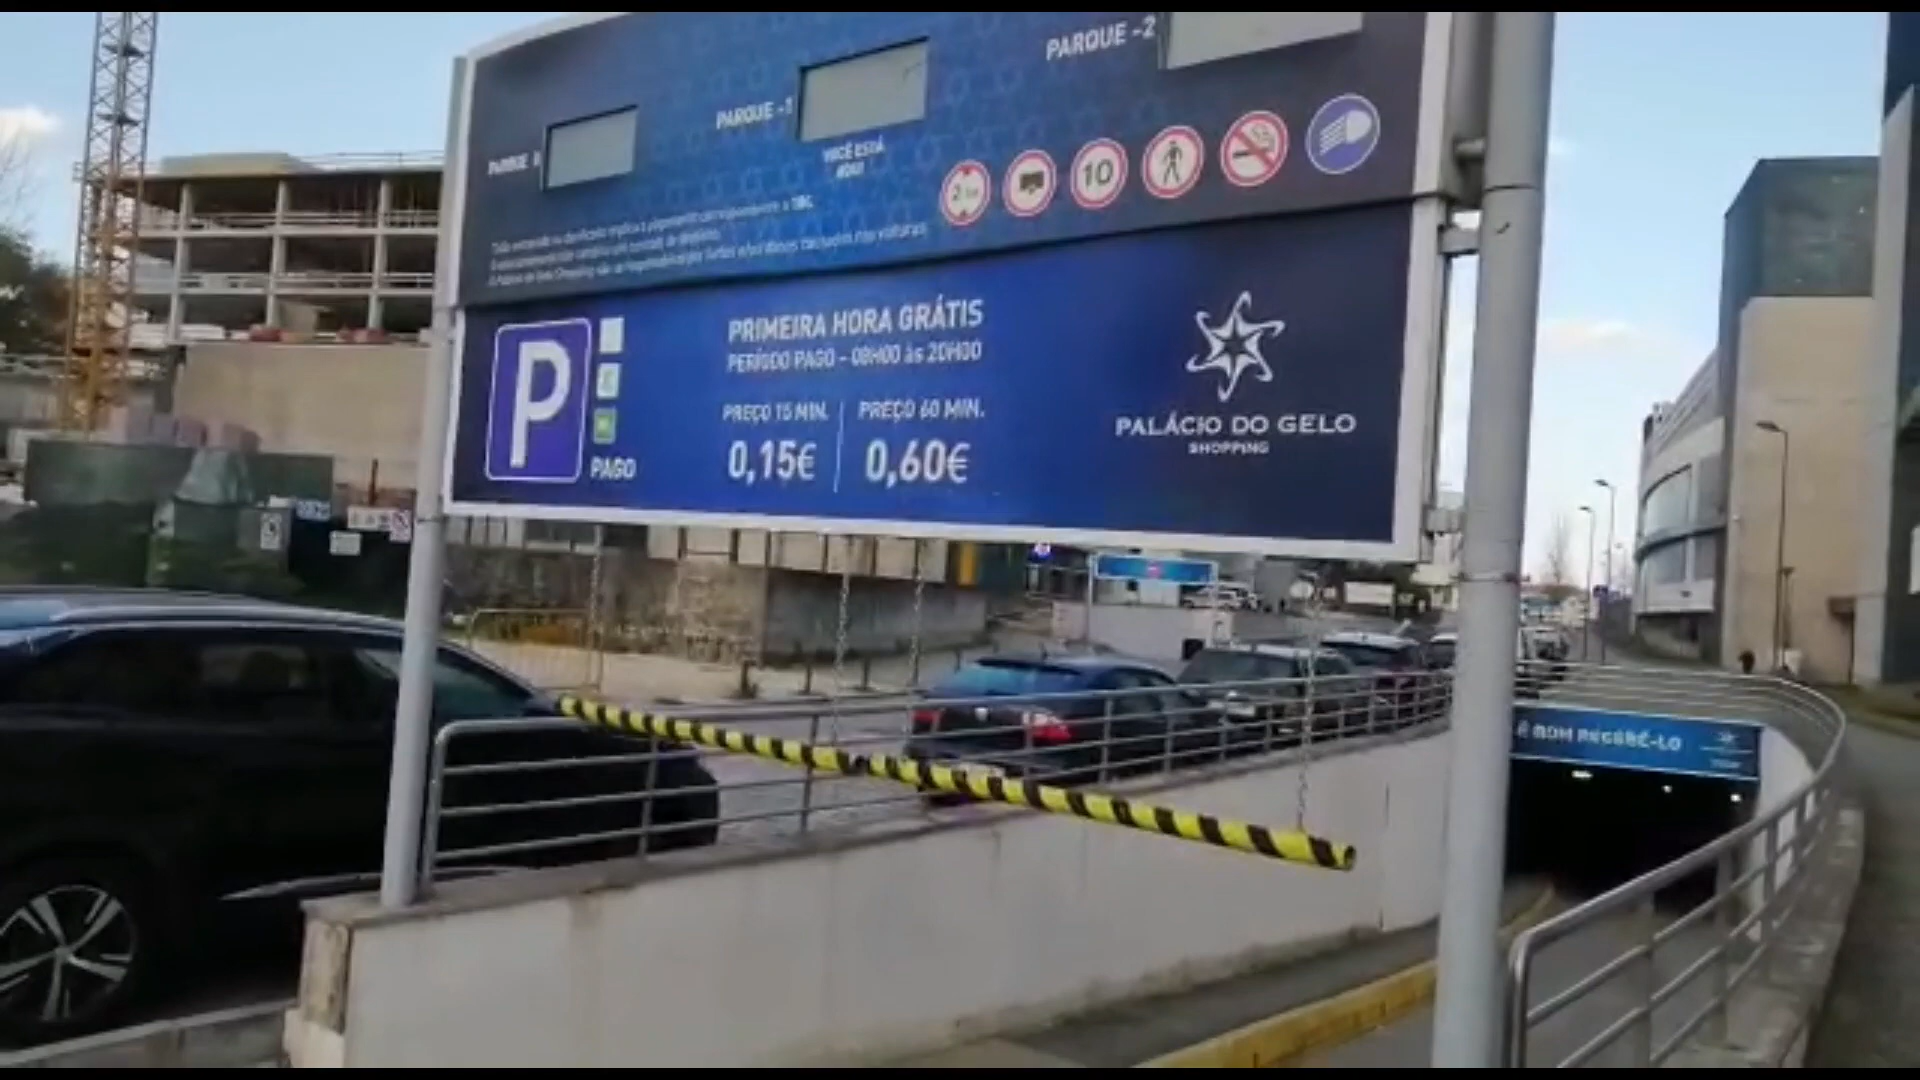 PARQUE -2
PARQUE -1
PARQUE 0
VOCÊ ESTÁ
AQUI
10
PRIMEIRA HORA GRÁTIS
PERÍODO PAGO - 08H00 às 20H00
PREÇO 15 MIN.
PREÇO 60 MIN.
0,15€
0,60€
P
PAGO
PALÁCIO DO GELO
SHOPPING
É BOM RECEBÊ-LO